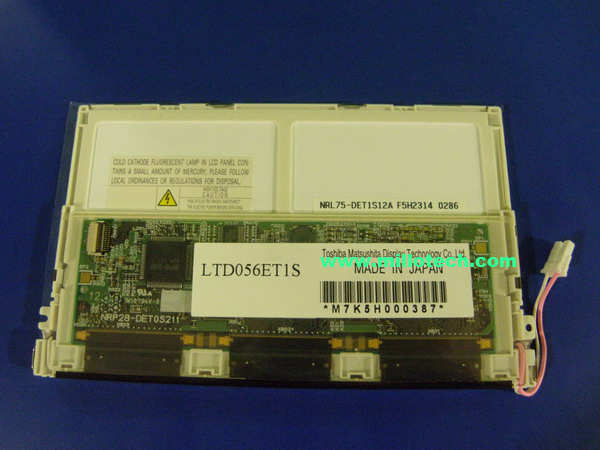 COLD CATHODE FLUORESCENT LAMP IN LCD PANEL CON-
TAINS A SMALL AMOUNT OF MERCURY, PLEASE FOLLOW
LOCAL ORDINANCES OR REGULATIONS FOR DISPOSAL.
CAUTION
NRL75-DET1S12A F5H2314 0286
LTD056ET1S
Toshiba Matsushita Display Technology Co., Ltd.
MADE IN JAPAN
*M7K5H000387*
NRP28-DET0S211